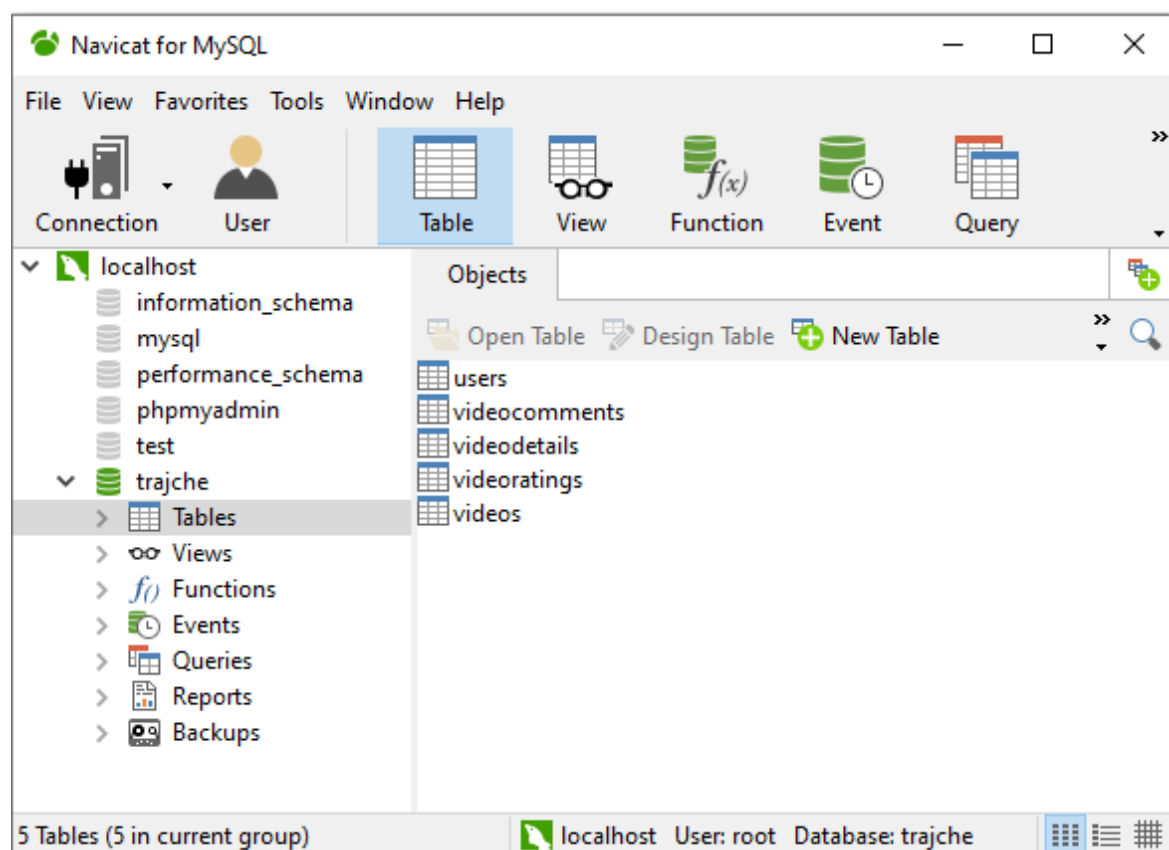 Navicat for MySQL
File View Favorites Tools Window Help
Connection User Table View f(x) Function Event Query
localhost
information_schema
mysql
performance_schema
phpmyadmin
test
trajche
Tables
Views
f() Functions
Events
Queries
Reports
Backups
Objects
Open Table Design Table New Table
users
videocomments
videodetails
videoratings
videos
5 Tables (5 in current group) localhost User: root Database: trajche